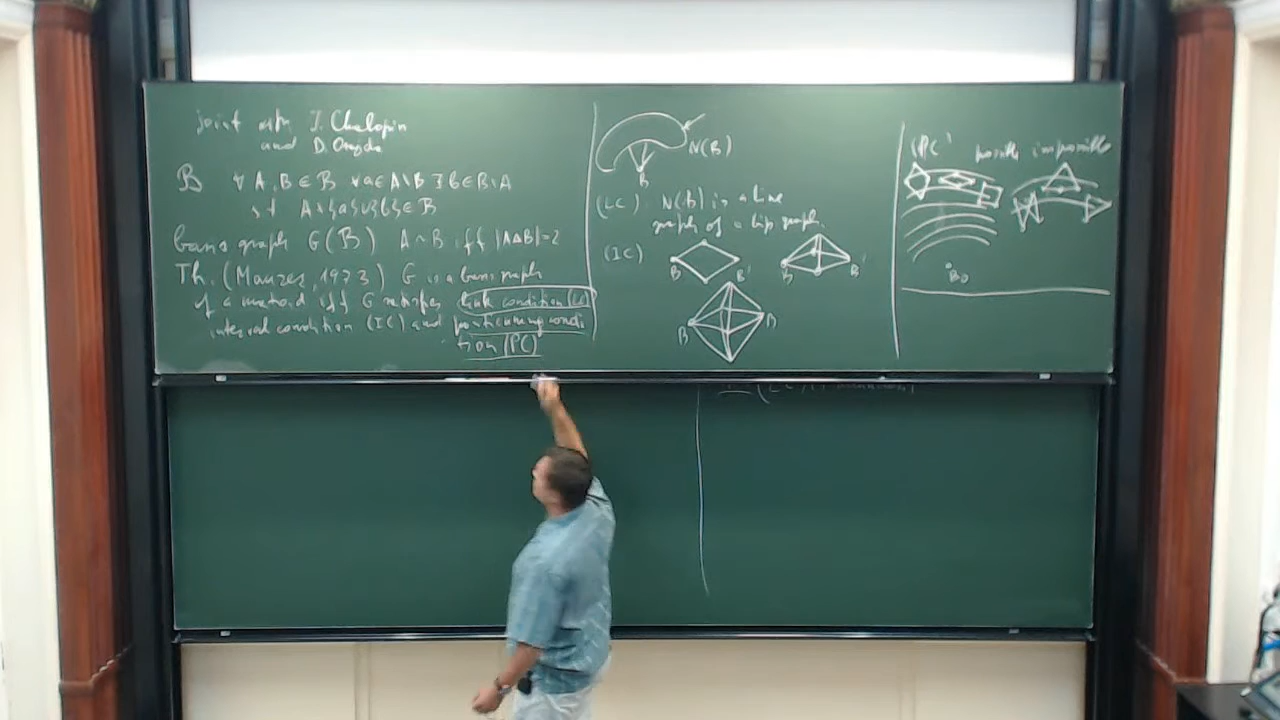 joint with J. Chalopin
and D. Osajda
B ∀ A, B ∈ B ∀ a ∈ A\B ∃ b ∈ B\A
st A\{a}∪{b} ∈ B
basis graph G(B) A ~ B iff |A∆B|=2
Th. (Maurer, 1973) G is a basis graph
of a matroid iff G satisfies link condition (LC)
interval condition (IC) and positioning condi
tion (PC)
N(B)
B
(LC) N(b) is a line
graph of a bip graph
(IC)
B B'
B B'
B B'
(PC) possible impossible
B₀